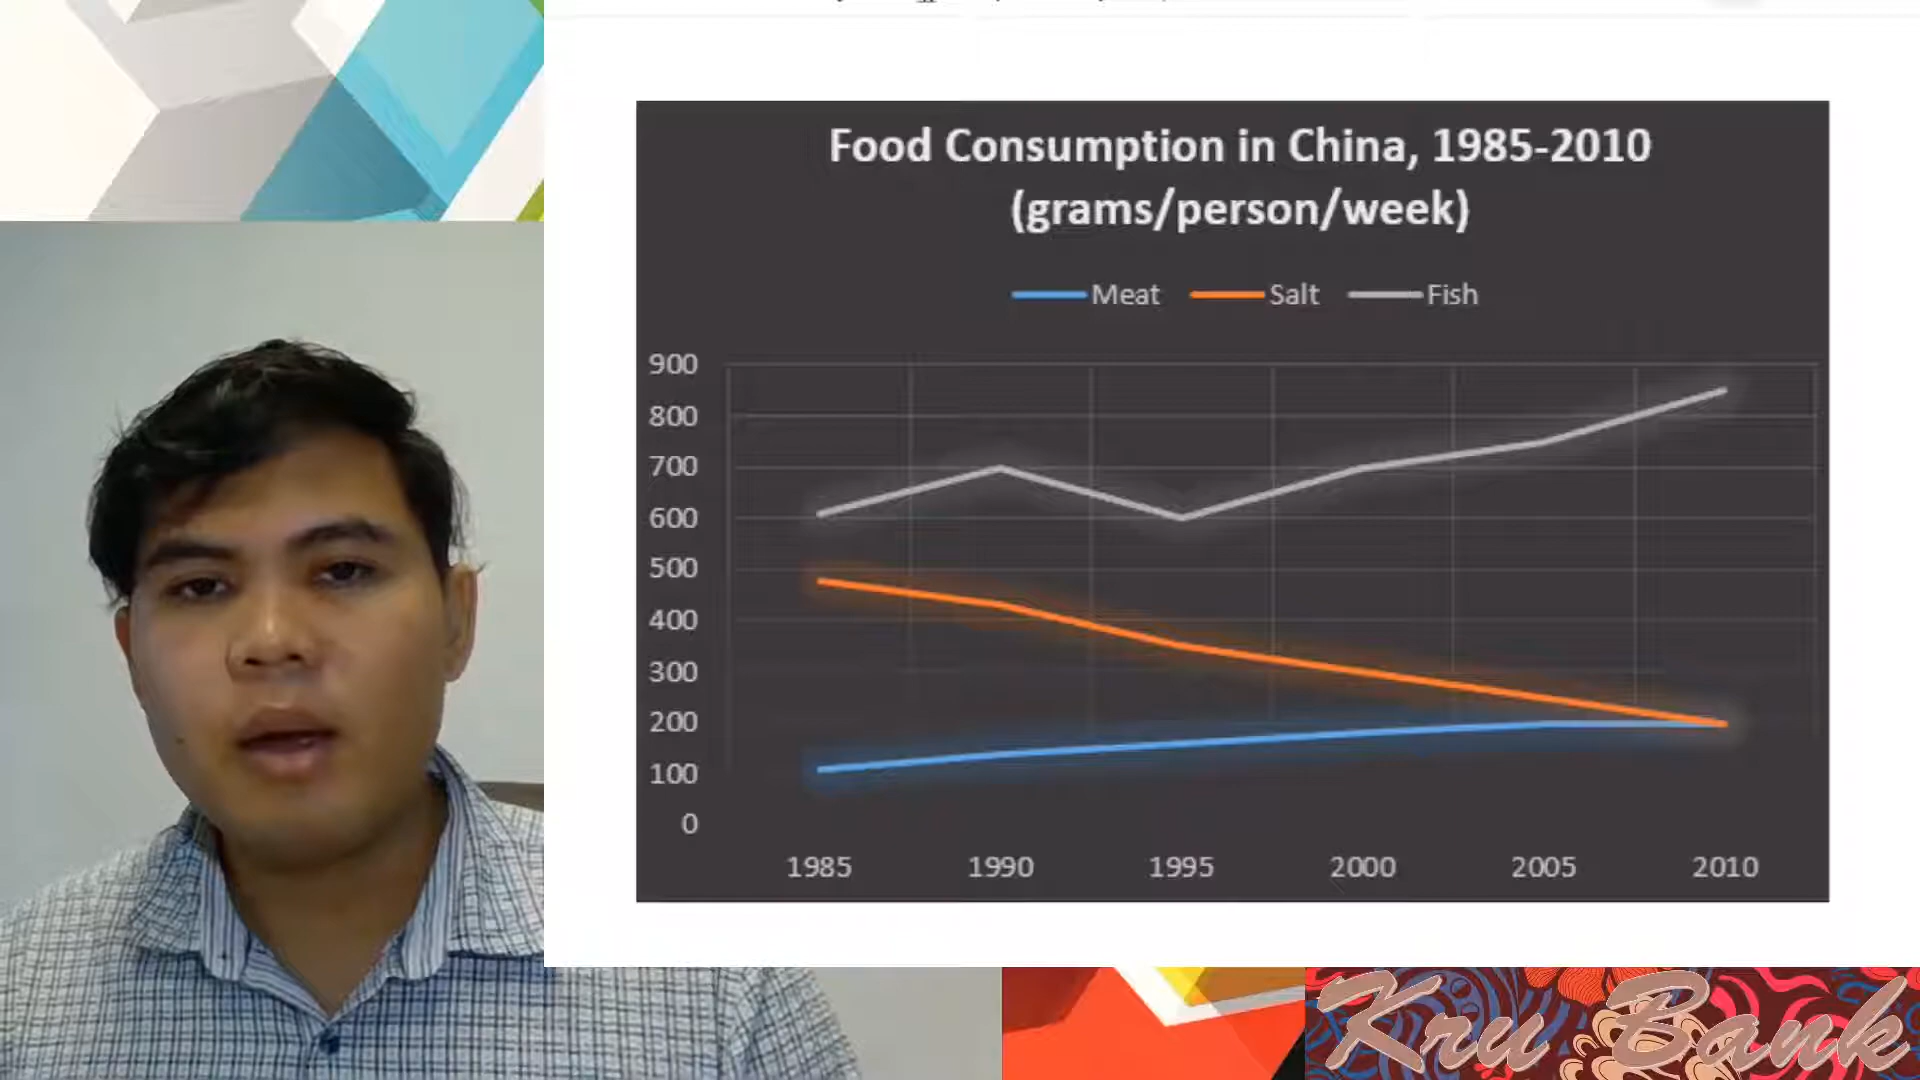 Food Consumption in China, 1985-2010
(grams/person/week)
Meat Salt Fish
900
800
700
600
500
400
300
200
100
0
1985 1990 1995 2000 2005 2010
Kru Bank